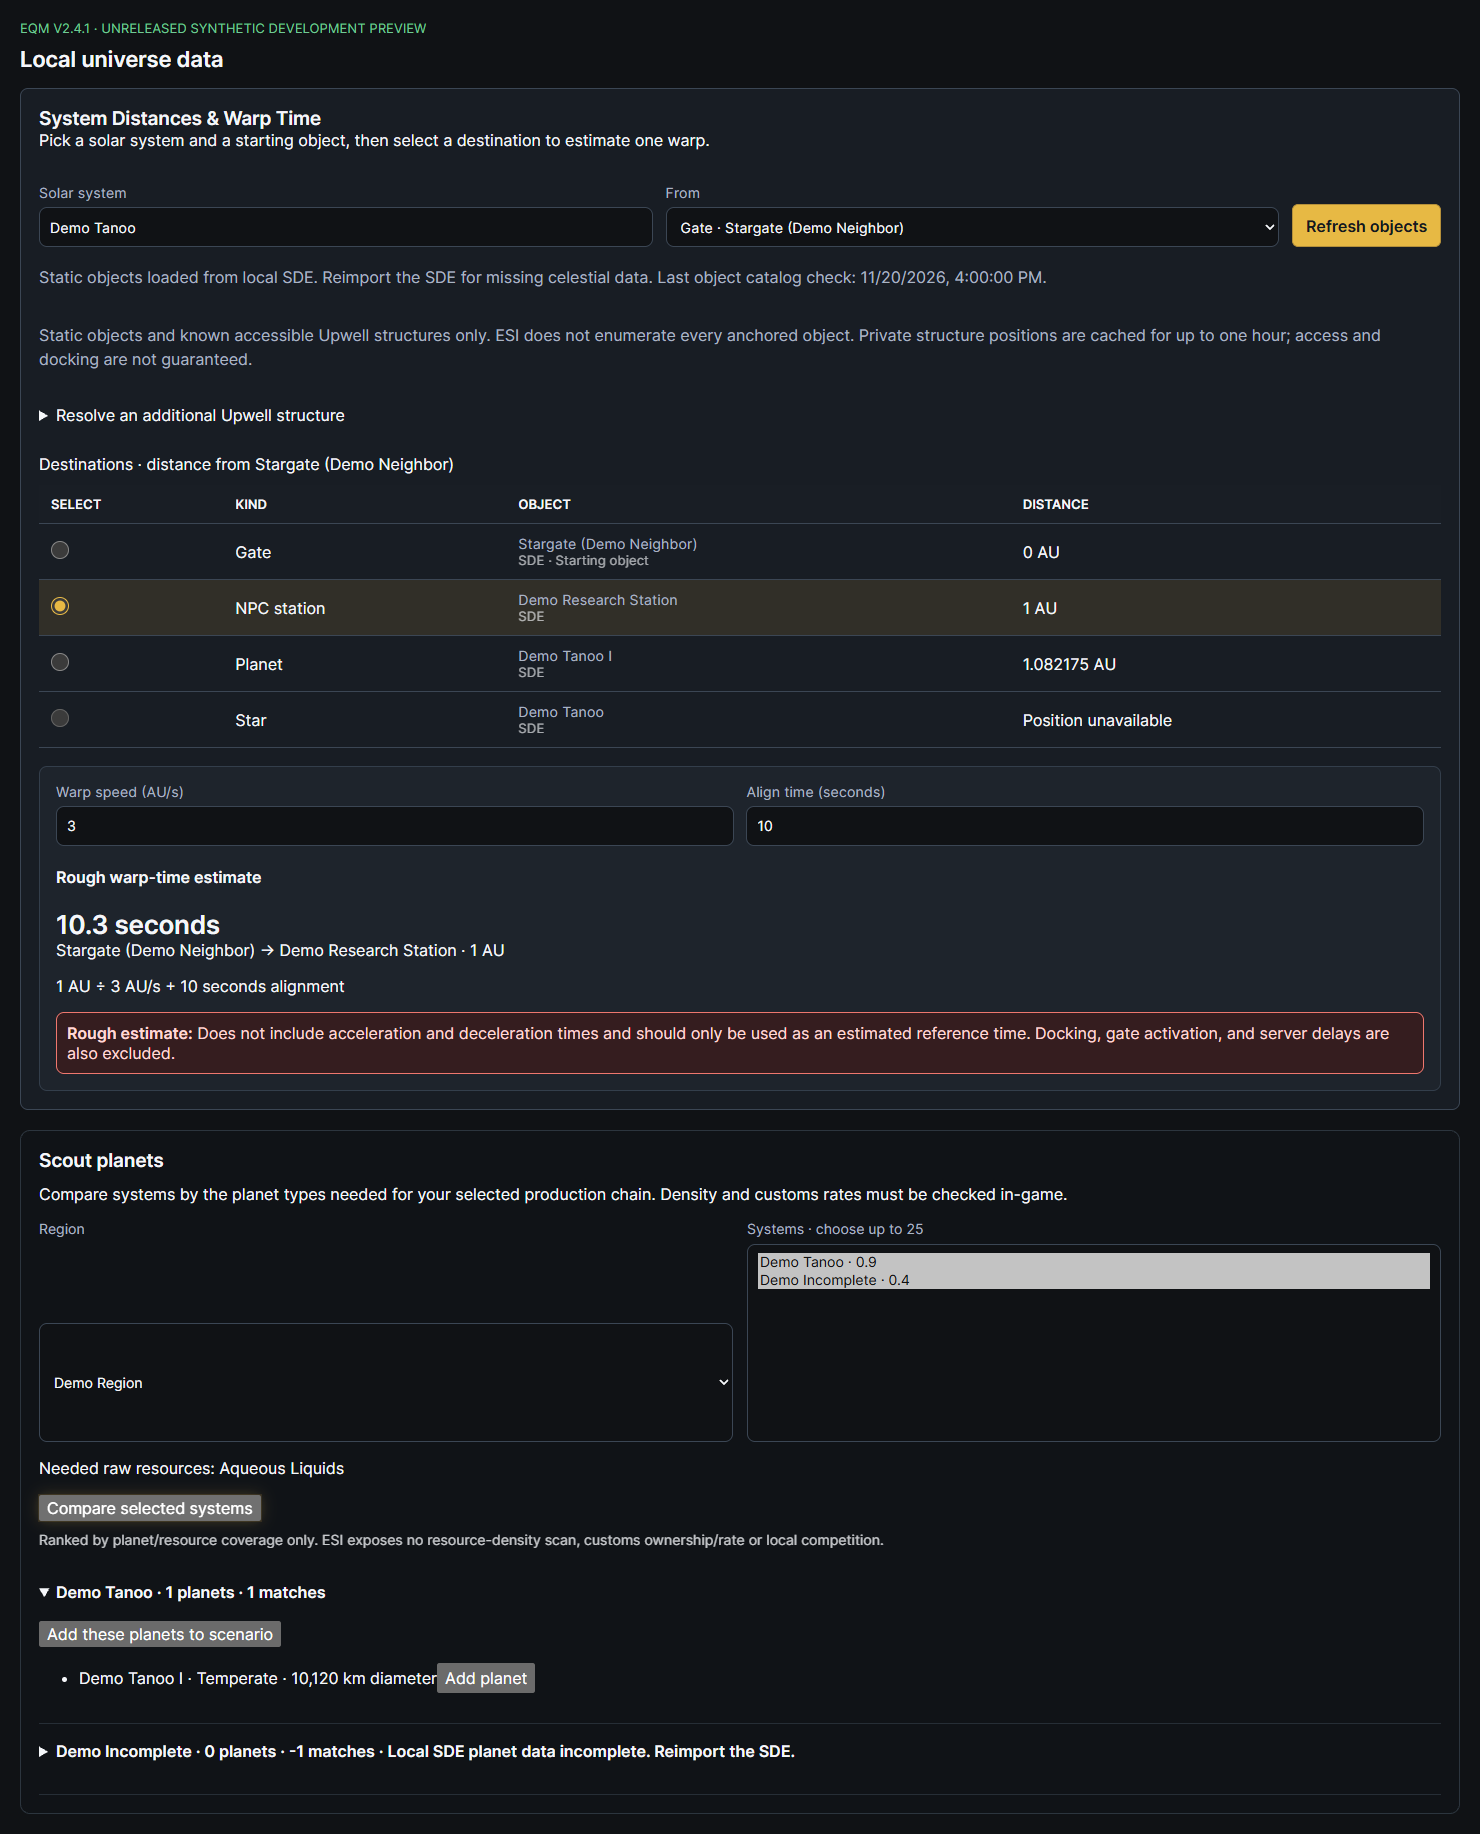 EQM V2.4.1 · UNRELEASED SYNTHETIC DEVELOPMENT PREVIEW
Local universe data
System Distances & Warp Time
Pick a solar system and a starting object, then select a destination to estimate one warp.
Solar system
From
Demo Tanoo
Gate · Stargate (Demo Neighbor)
Refresh objects
Static objects loaded from local SDE. Reimport the SDE for missing celestial data. Last object catalog check: 11/20/2026, 4:00:00 PM.
Static objects and known accessible Upwell structures only. ESI does not enumerate every anchored object. Private structure positions are cached for up to one hour; access and
docking are not guaranteed.
Resolve an additional Upwell structure
Destinations · distance from Stargate (Demo Neighbor)
SELECT KIND OBJECT DISTANCE
Gate
Stargate (Demo Neighbor)
SDE · Starting object
0 AU
NPC station
Demo Research Station
SDE
1 AU
Planet
Demo Tanoo I
SDE
1.082175 AU
Star
Demo Tanoo
SDE
Position unavailable
Warp speed (AU/s)
Align time (seconds)
3
10
Rough warp-time estimate
10.3 seconds
Stargate (Demo Neighbor) → Demo Research Station · 1 AU
1 AU ÷ 3 AU/s + 10 seconds alignment
Rough estimate: Does not include acceleration and deceleration times and should only be used as an estimated reference time. Docking, gate activation, and server delays are
also excluded.
Scout planets
Compare systems by the planet types needed for your selected production chain. Density and customs rates must be checked in-game.
Region
Systems · choose up to 25
Demo Tanoo · 0.9
Demo Incomplete · 0.4
Demo Region
Needed raw resources: Aqueous Liquids
Compare selected systems
Ranked by planet/resource coverage only. ESI exposes no resource-density scan, customs ownership/rate or local competition.
Demo Tanoo · 1 planets · 1 matches
Add these planets to scenario
• Demo Tanoo I · Temperate · 10,120 km diameter Add planet
Demo Incomplete · 0 planets · -1 matches · Local SDE planet data incomplete. Reimport the SDE.